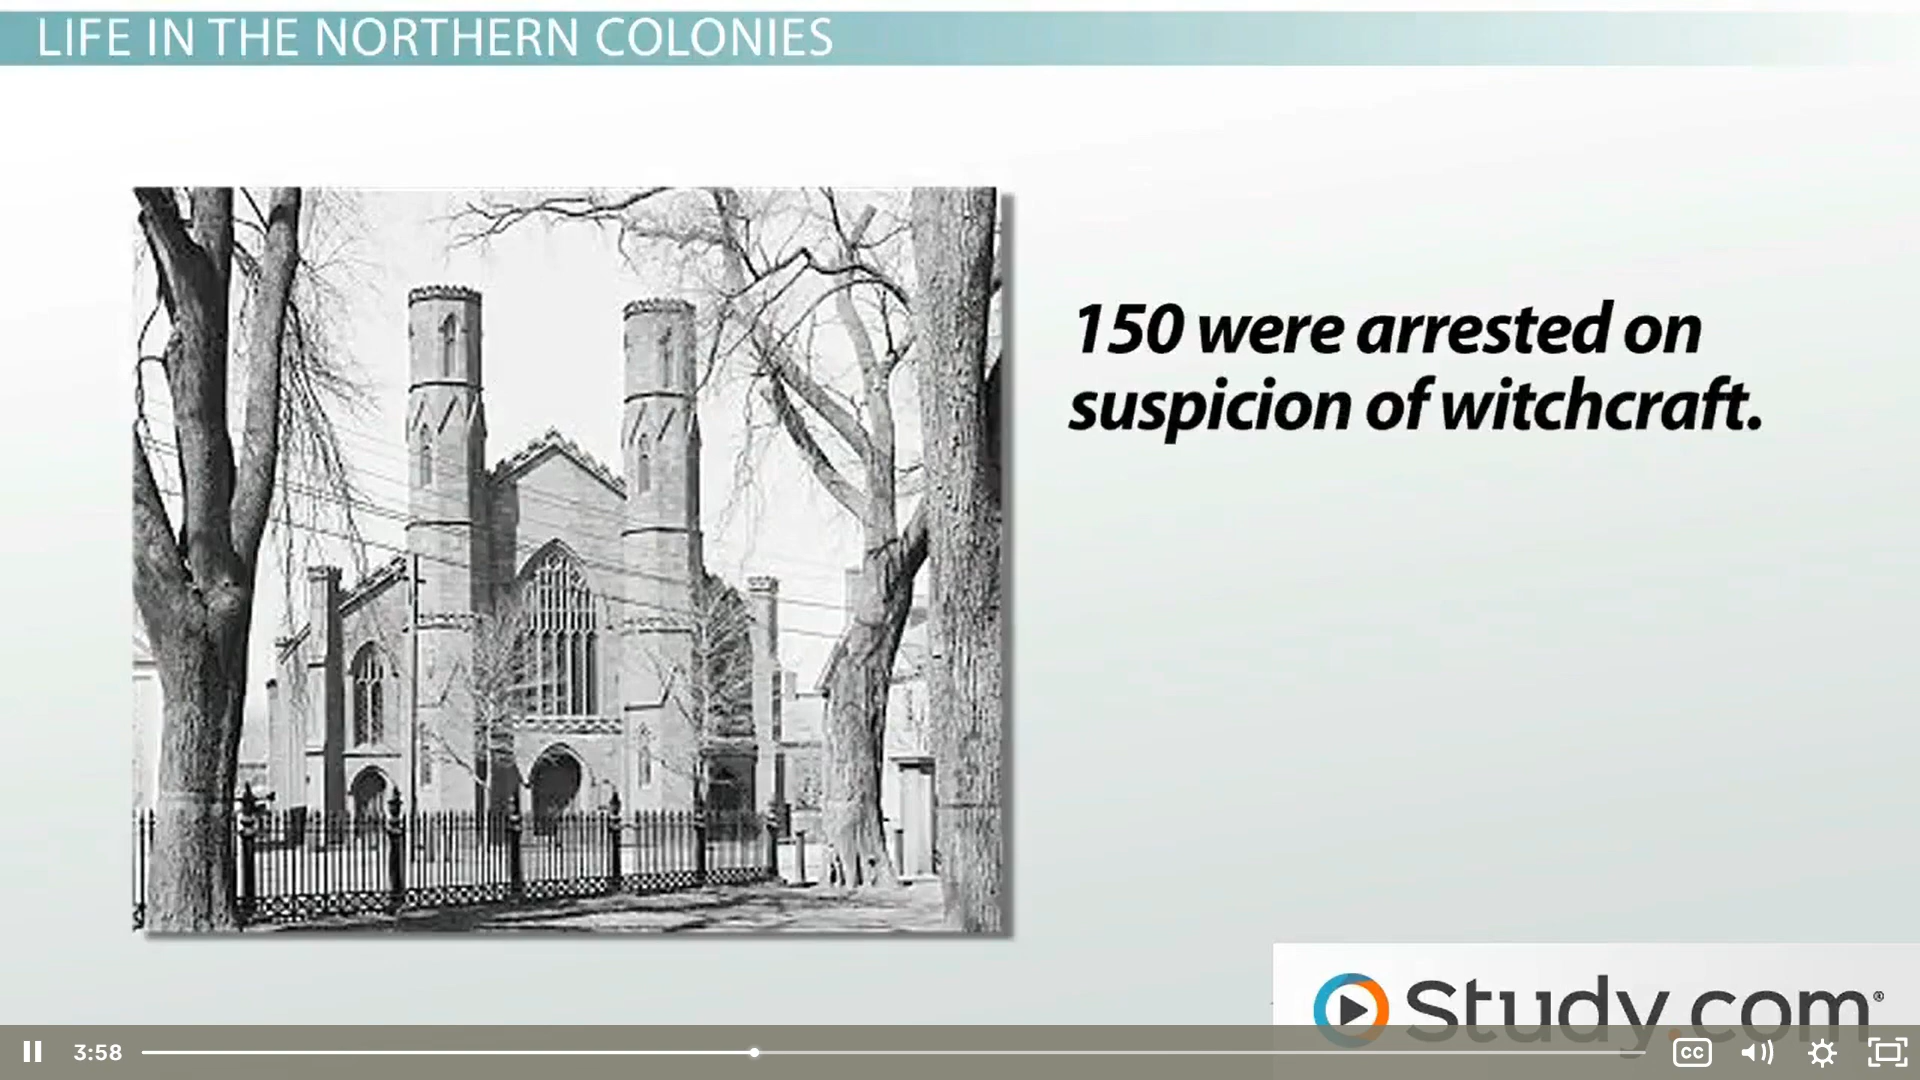 LIFE IN THE NORTHERN COLONIES
150 were arrested on
suspicion of witchcraft.
Study.com®
3:58
CC